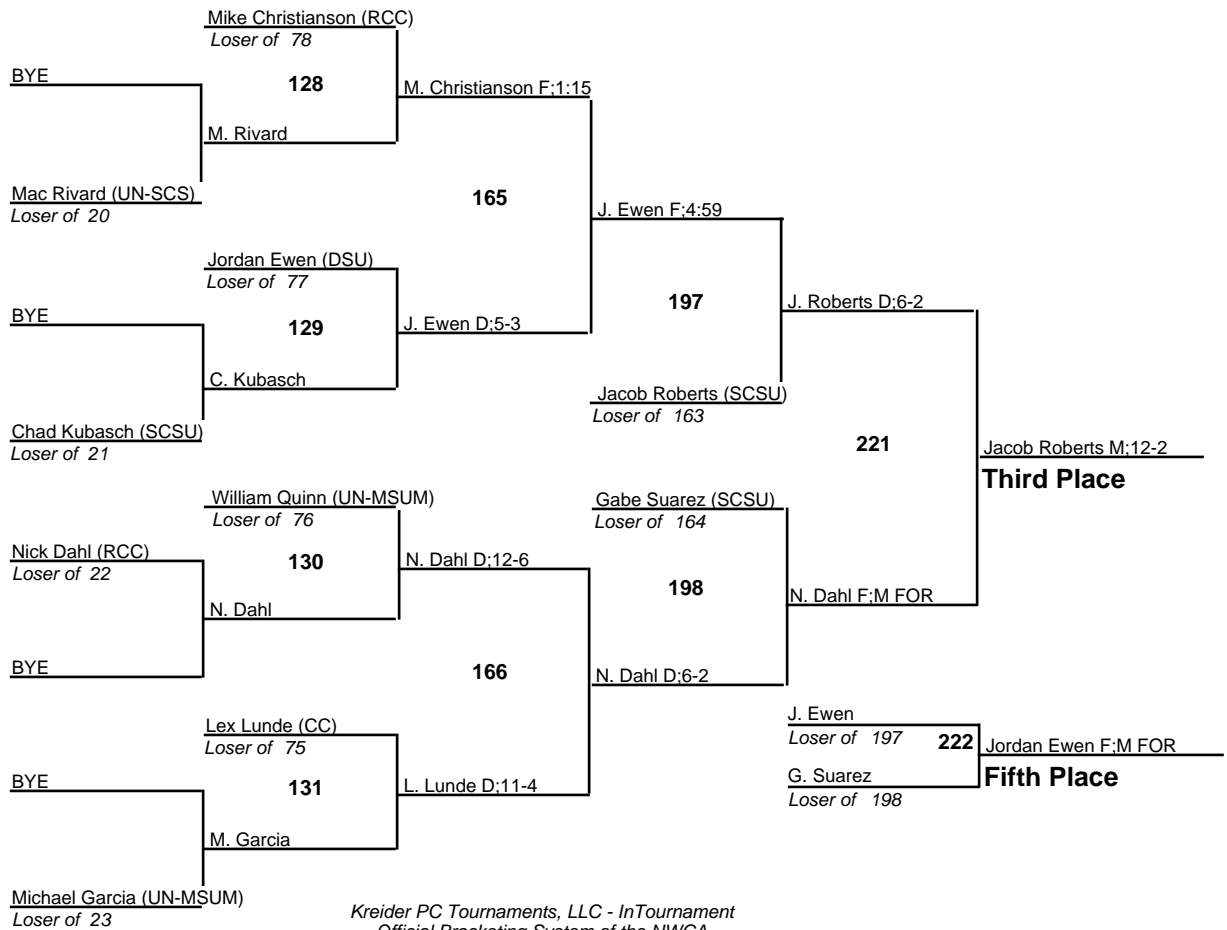 Mike Christianson (RCC)
Loser of 78
BYE
128
M. Christianson F;1:15
M. Rivard
Mac Rivard (UN-SCS)
Loser of 20
165
J. Ewen F;4:59
Jordan Ewen (DSU)
Loser of 77
BYE
129
J. Ewen D;5-3
197
J. Roberts D;6-2
C. Kubasch
Jacob Roberts (SCSU)
Loser of 163
Chad Kubasch (SCSU)
Loser of 21
221
Jacob Roberts M;12-2
Third Place
William Quinn (UN-MSUM)
Loser of 76
Gabe Suarez (SCSU)
Loser of 164
Nick Dahl (RCC)
Loser of 22
130
N. Dahl D;12-6
198
N. Dahl F;M FOR
N. Dahl
BYE
166
N. Dahl D;6-2
Lex Lunde (CC)
Loser of 75
J. Ewen
Loser of 197
222
Jordan Ewen F;M FOR
Fifth Place
G. Suarez
Loser of 198
BYE
131
L. Lunde D;11-4
M. Garcia
Michael Garcia (UN-MSUM)
Loser of 23
Kreider PC Tournaments, LLC - InTournament
Official Bracketing System of the NWCA